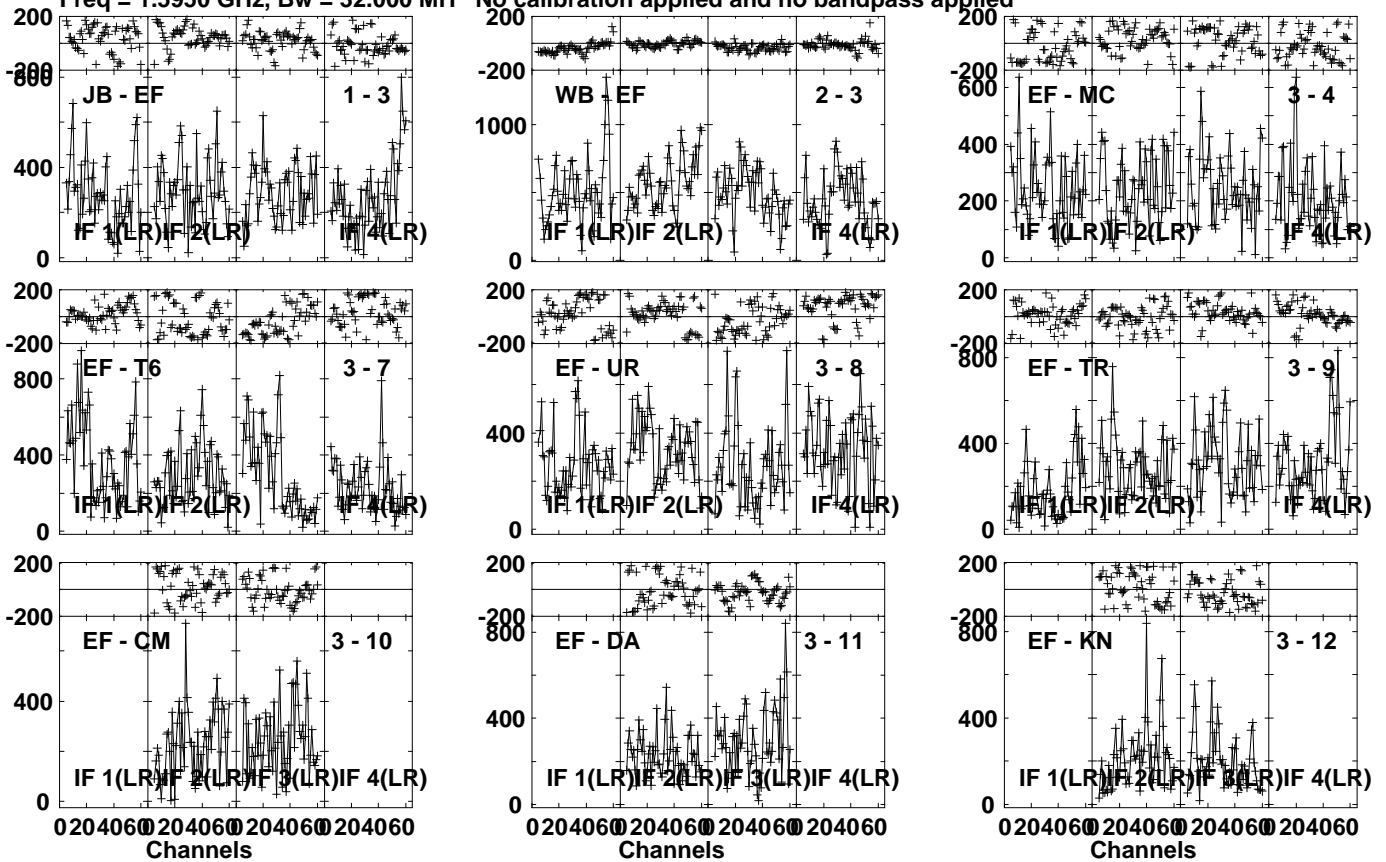 Freq = 1.5950 GHz, Bw = 32.000 MH No calibration applied and no bandpass applied
200 200 200
-200 -200 -200
800 600
JB - EF 1 - 3 WB - EF 2 - 3 EF - MC 3 - 4
1000
400 400
200
IF 1(LR) IF 2(LR) IF 4(LR) IF 1(LR) IF 2(LR) IF 4(LR) IF 1(LR) IF 2(LR) IF 4(LR)
0 0 0
200 200 200
-200 -200 -200
800
EF - T6 3 - 7 EF - UR 3 - 8 EF - TR 3 - 9
800
400 400 400
IF 1(LR) IF 2(LR) IF 4(LR) IF 1(LR) IF 2(LR) IF 4(LR) IF 1(LR) IF 2(LR) IF 4(LR)
0 0 0
200 200 200
-200 -200 -200
EF - CM 3 - 10 EF - DA 3 - 11 EF - KN 3 - 12
800 800
400 400 400
IF 1(LR) IF 2(LR) IF 3(LR) IF 4(LR) IF 1(LR) IF 2(LR) IF 3(LR) IF 4(LR) IF 1(LR) IF 2(LR) IF 3(LR) IF 4(LR)
0 0 0
0 20 40 60 0 20 40 60 0 20 40 60 0 20 40 60 0 20 40 60 0 20 40 60 0 20 40 60 0 20 40 60 0 20 40 60 0 20 40 60 0 20 40 60 0 20 40 60
Channels Channels Channels